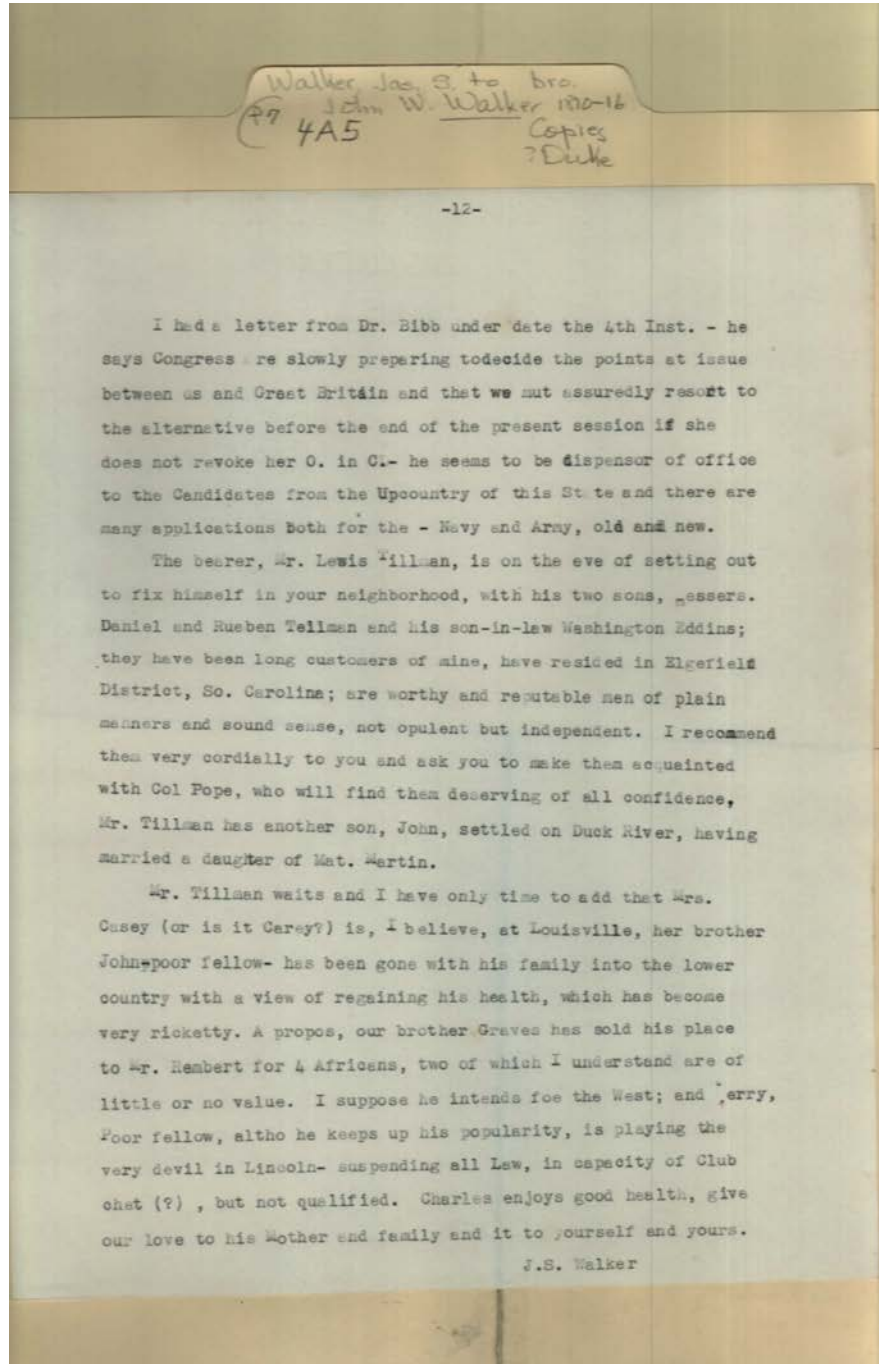 Walker, Jas. S. to bro.
John W. Walker 1810-16
P7
4A5 Copies
? Duke
-12-
I had a letter from Dr. Bibb under date the 4th Inst. - he
says Congress re slowly preparing todecide the points at issue
between us and Great Britain and that we mut assuredly resort to
the alternative before the end of the present session if she
does not revoke her O. in C.- he seems to be dispensor of office
to the Candidates from the Upcountry of this St te and there are
many applications both for the - Navy and Army, old and new.
The bearer, Mr. Lewis Tillman, is on the eve of setting out
to fix himself in your neighborhood, with his two sons, Messers.
Daniel and Rueben Tellman and his son-in-law Washington Eddins;
they have been long customers of mine, have resided in Elgefield
District, So. Carolina; are worthy and reputable men of plain
manners and sound sense, not opulent but independent. I recommend
them very cordially to you and ask you to make them acquainted
with Col Pope, who will find them deserving of all confidence,
Mr. Tillman has another son, John, settled on Duck River, having
married a daughter of Mat. Martin.
Mr. Tillman waits and I have only time to add that Mrs.
Casey (or is it Carey?) is, I believe, at Louisville, her brother
John-poor fellow- has been gone with his family into the lower
country with a view of regaining his health, which has become
very ricketty. A propos, our brother Graves has sold his place
to Mr. Rembert for 4 Africans, two of which I understand are of
little or no value. I suppose he intends foe the West; and erry,
Poor fellow, altho he keeps up his popularity, is playing the
very devil in Lincoln- suspending all Law, in capacity of Club
chat (?) , but not qualified. Charles enjoys good health, give
our love to his Mother and family and it to yourself and yours.
J.S. Walker